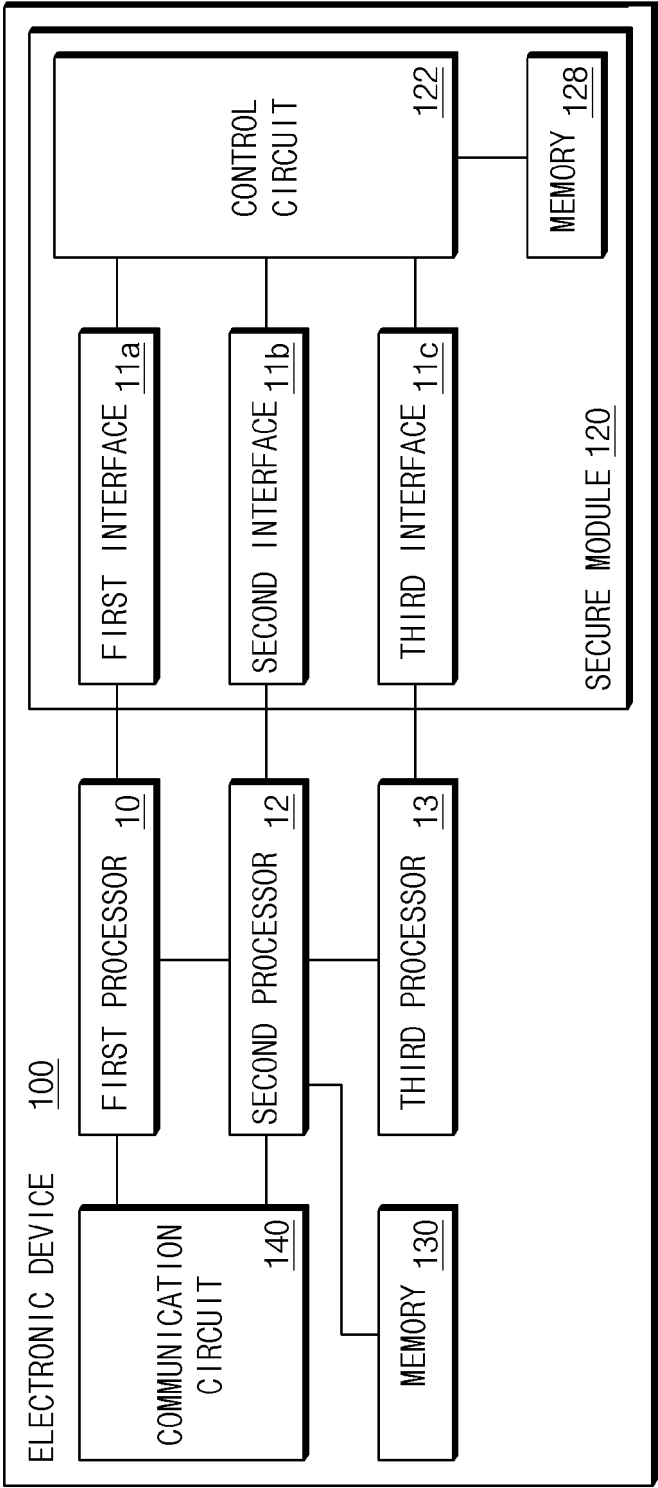 ELECTRONIC DEVICE 100
COMMUNICATION
CIRCUIT
140
FIRST PROCESSOR 10
FIRST INTERFACE 11a
CONTROL
CIRCUIT
122
SECOND PROCESSOR 12
SECOND INTERFACE 11b
MEMORY 130
THIRD PROCESSOR 13
THIRD INTERFACE 11c
MEMORY 128
SECURE MODULE 120